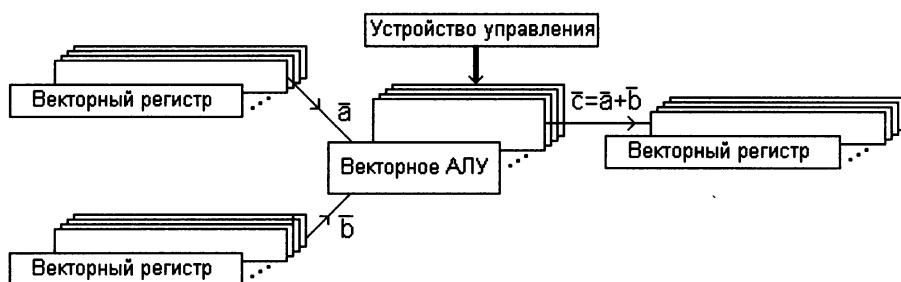 Устройство управления
Векторный регистр
a̅
c̅=a̅+b̅
Векторное АЛУ
Векторный регистр
b̅
Векторный регистр